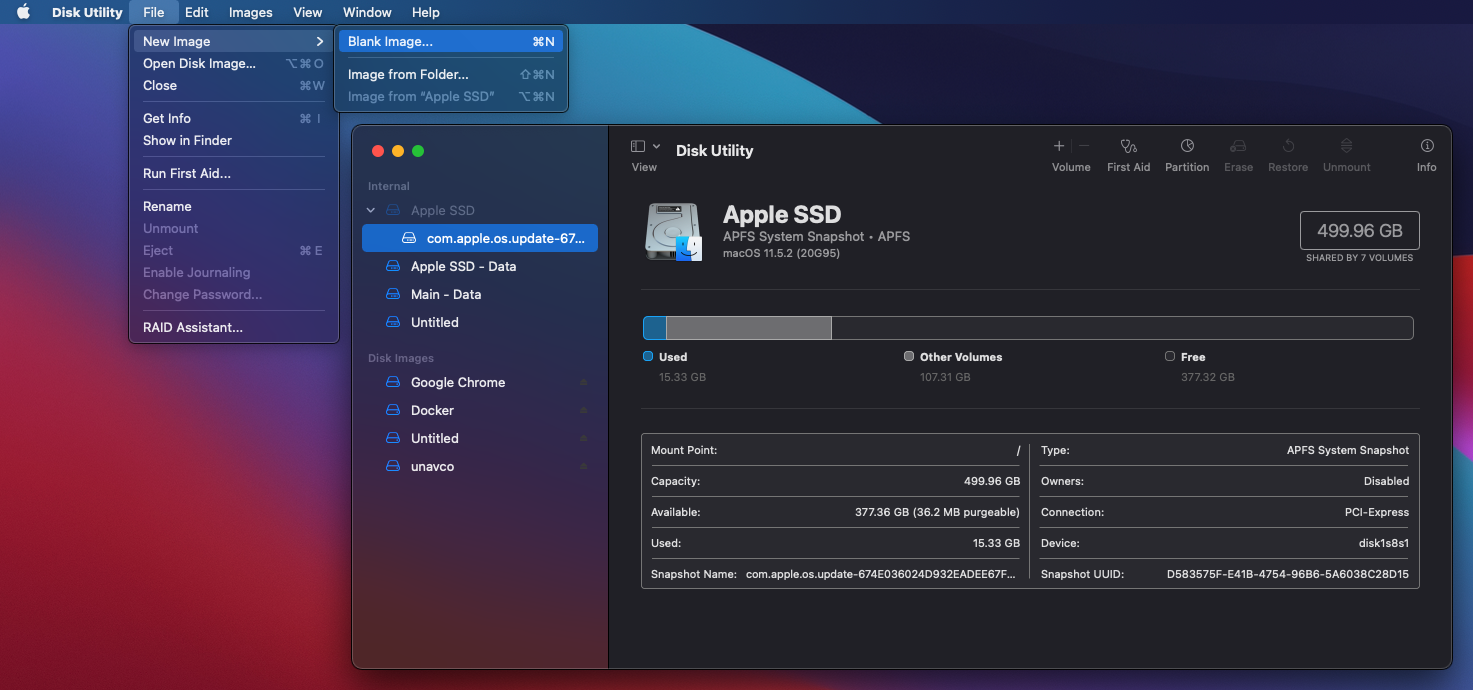 Disk Utility File Edit Images View Window Help
New Image
Open Disk Image... ⌥⌘O
Close ⌘W
Get Info ⌘I
Show in Finder
Run First Aid...
Rename
Unmount
Eject ⌘E
Enable Journaling
Change Password...
RAID Assistant...
Blank Image... ⌘N
Image from Folder... ⇧⌘N
Image from “Apple SSD” ⌥⌘N
Internal
Apple SSD
com.apple.os.update-67...
Apple SSD - Data
Main - Data
Untitled
Disk Images
Google Chrome
Docker
Untitled
unavco
View
Disk Utility
Volume First Aid Partition Erase Restore Unmount Info
Apple SSD
APFS System Snapshot • APFS
macOS 11.5.2 (20G95)
499.96 GB
SHARED BY 7 VOLUMES
Used Other Volumes Free
15.33 GB 107.31 GB 377.32 GB
Mount Point: /
Capacity: 499.96 GB
Available: 377.36 GB (36.2 MB purgeable)
Used: 15.33 GB
Snapshot Name: com.apple.os.update-674E036024D932EADEE67F...
Type: APFS System Snapshot
Owners: Disabled
Connection: PCI-Express
Device: disk1s8s1
Snapshot UUID: D583575F-E41B-4754-96B6-5A6038C28D15